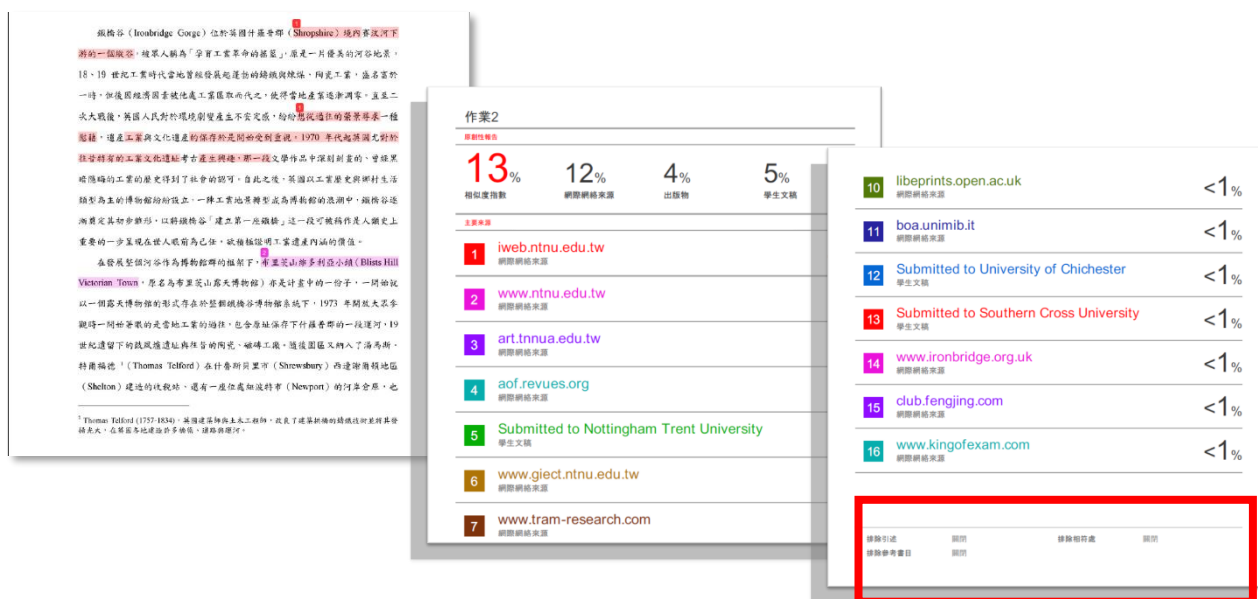 1
鐵橋谷（Ironbridge Gorge）位於英國什羅普郡（Shropshire）境內賽汶河下
游的一個縱谷，被眾人稱為「孕育工業革命的搖籃」，原是一片優美的河谷地景，
18、19 世紀工業時代當地曾經發展起蓬勃的鑄鐵與煉煤、陶瓷工業，盛名富於
一時，但後因經濟因素被他處工業區取而代之，使得當地產業逐漸凋零。直至二
1
次大戰後，英國人民對於環境劇變產生不安定感，紛紛想從過往的榮景尋求一種
慰藉，遺產工業與文化遺產的保存於是開始受到重視。1970 年代起英國尤對於
往昔特有的工業文化遺址考古產生興趣，那一段文學作品中深刻刻畫的、曾經黑
暗隱晦的工業的歷史得到了社會的認可。自此之後，英國以工業歷史與鄉村生活
類型為主的博物館紛紛設立，一陣工業地景轉型成為博物館的浪潮中，鐵橋谷逐
漸奠定其初步雛形，以將鐵橋谷「建立第一座鐵橋」這一段可被稱作是人類史上
重要的一步呈現在世人眼前為己任，欲積極證明工業遺產內涵的價值。
2
在發展整個河谷作為博物館群的框架下，布里茲山維多利亞小鎮（Blists Hill
Victorian Town，原名為布里茲山露天博物館）亦是計畫中的一份子，一開始就
以一個露天博物館的形式存在於整個鐵橋谷博物館系統下，1973 年開放大眾參
觀時一開始著眼的是當地工業的過往，包含原址保存下什羅普郡的一段運河，19
世紀遺留下的鼓風爐遺址與往昔的陶瓷、磁磚工廠。隨後園區又納入了湯馬斯．
特爾福德 ¹（Thomas Telford）在什魯斯貝里市（Shrewsbury）西邊謝爾頓地區
（Shelton）建造的收稅站、還有一座位處紐波特市（Newport）的河岸倉庫，也
¹ Thomas Telford (1757-1834)，英國建築師與土木工程師，改良了建築拱橋的鑄鐵技術並將其發
揚光大，在英國各地建造許多橋樑、道路與運河。
作業2
原創性報告
13% 12% 4% 5%
相似度指數 網際網絡來源 出版物 學生文稿
主要來源
1 iweb.ntnu.edu.tw
網際網絡來源
2 www.ntnu.edu.tw
網際網絡來源
3 art.tnnua.edu.tw
網際網絡來源
4 aof.revues.org
網際網絡來源
5 Submitted to Nottingham Trent University
學生文稿
6 www.giect.ntnu.edu.tw
網際網絡來源
7 www.tram-research.com
網際網絡來源
10 libeprints.open.ac.uk <1%
網際網絡來源
11 boa.unimib.it <1%
網際網絡來源
12 Submitted to University of Chichester <1%
學生文稿
13 Submitted to Southern Cross University <1%
學生文稿
14 www.ironbridge.org.uk <1%
網際網絡來源
15 club.fengjing.com <1%
網際網絡來源
16 www.kingofexam.com <1%
網際網絡來源
排除引述 關閉 排除相符處 關閉
排除參考書目 關閉